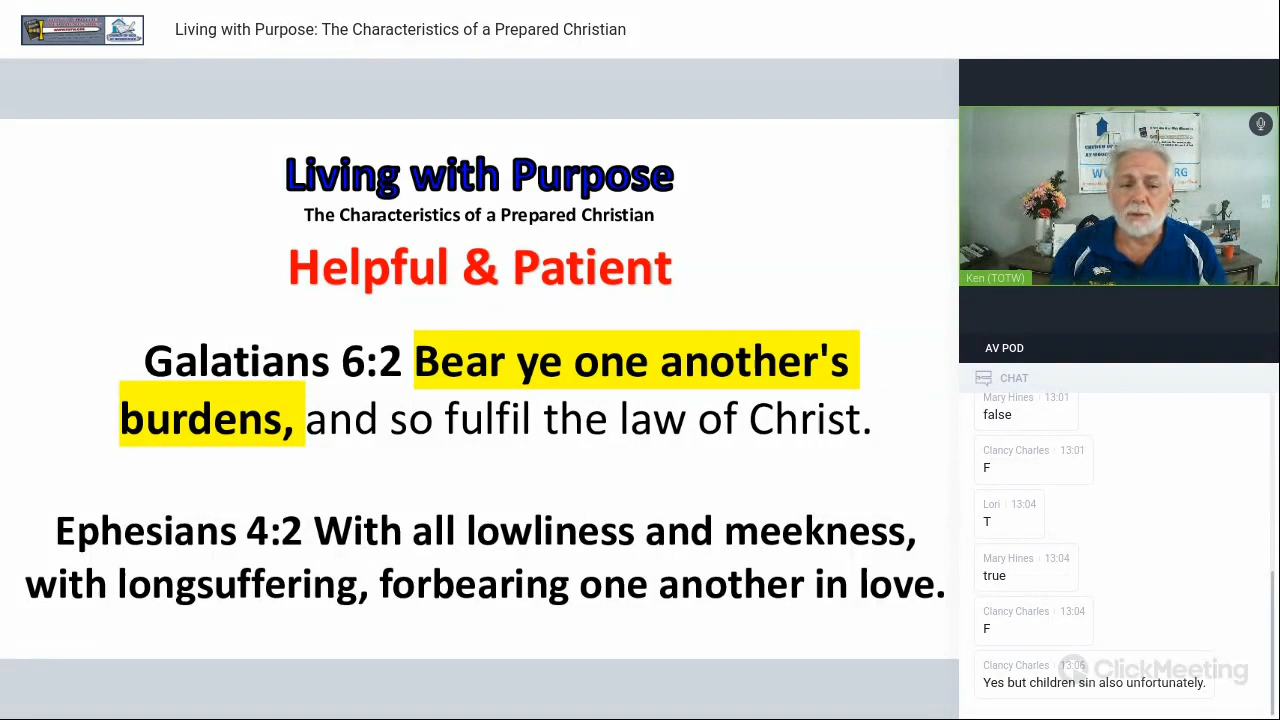 Living with Purpose: The Characteristics of a Prepared Christian
Living with Purpose
The Characteristics of a Prepared Christian
Helpful & Patient
Galatians 6:2 Bear ye one another's
burdens, and so fulfil the law of Christ.
Ephesians 4:2 With all lowliness and meekness,
with longsuffering, forbearing one another in love.
Ken (TOTW)
AV POD
CHAT
Mary Hines 13:01
false
Clancy Charles 13:01
F
Lori 13:04
T
Mary Hines 13:04
true
Clancy Charles 13:04
F
Clancy Charles 13:06
Yes but children sin also unfortunately.
ClickMeeting